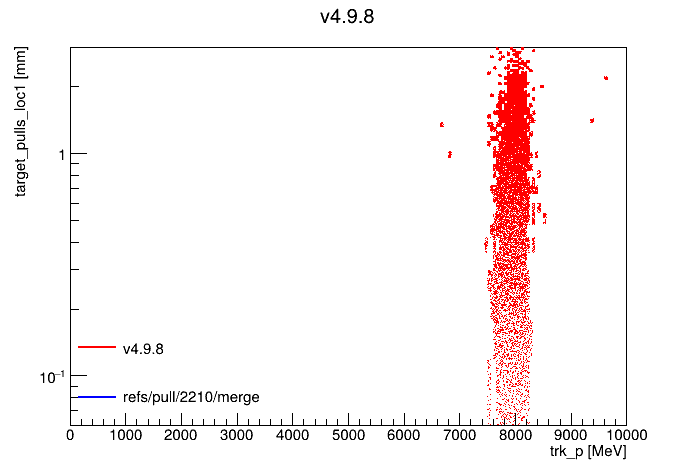 v4.9.8
target_pulls_loc1 [mm]
1
10⁻¹
v4.9.8
refs/pull/2210/merge
0 1000 2000 3000 4000 5000 6000 7000 8000 9000 10000
trk_p [MeV]